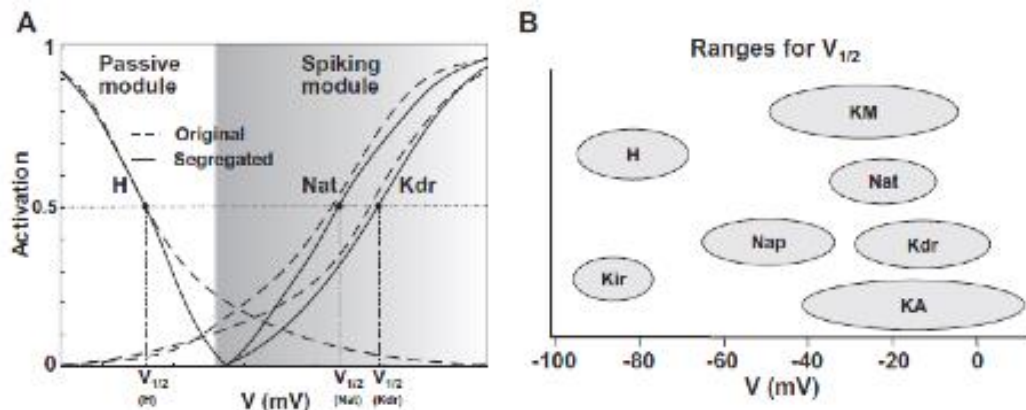 A
1
Passive
module
Spiking
module
Original
Segregated
H
Nat
Kdr
0.5
Activation
0
V1/2
(H)
V (mV)
V1/2
(Nat)
V1/2
(Kdr)
B
Ranges for V1/2
KM
H
Nat
Nap
Kdr
Kir
KA
-100
-80
-60
-40
-20
0
V (mV)